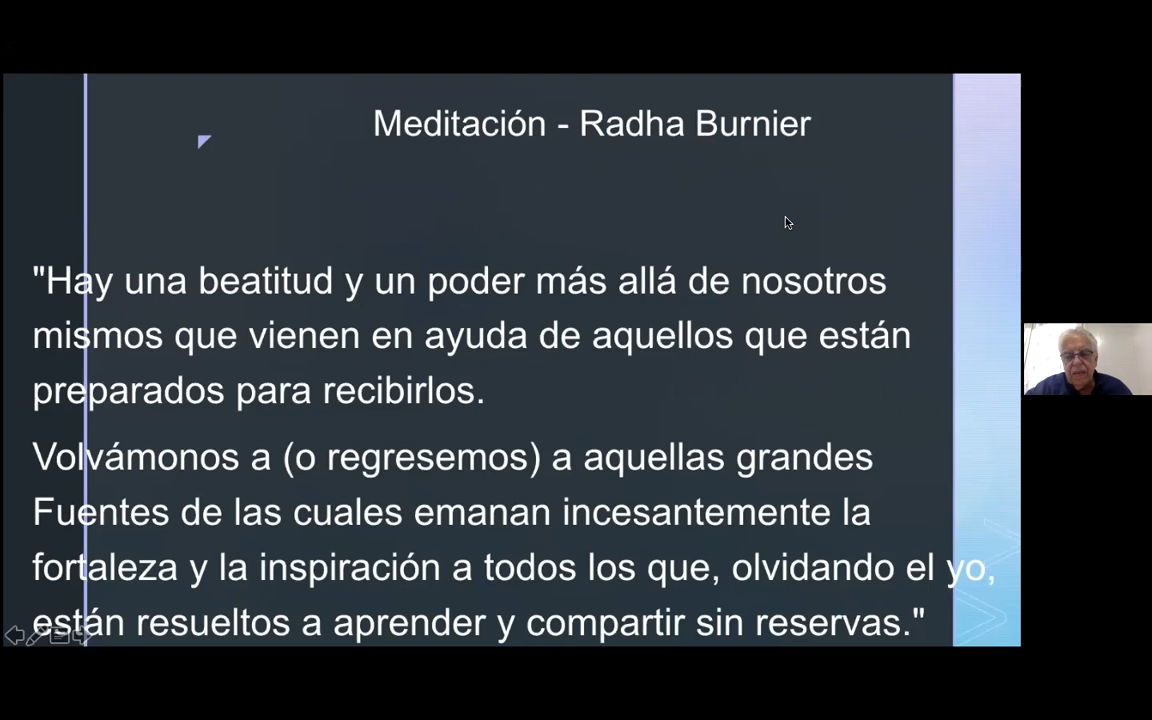 Meditación - Radha Burnier
"Hay una beatitud y un poder más allá de nosotros
mismos que vienen en ayuda de aquellos que están
preparados para recibirlos.
Volvámonos a (o regresemos) a aquellas grandes
Fuentes de las cuales emanan incesantemente la
fortaleza y la inspiración a todos los que, olvidando el yo,
están resueltos a aprender y compartir sin reservas."